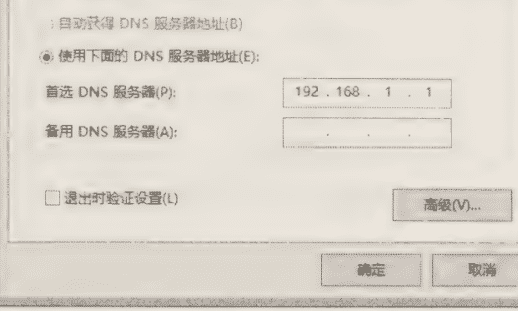 自动获得 DNS 服务器地址(B)
使用下面的 DNS 服务器地址(E):
首选 DNS 服务器(P): 192 . 168 . 1 . 1
备用 DNS 服务器(A): . . .
退出时验证设置(L)
高级(V)...
确定 取消